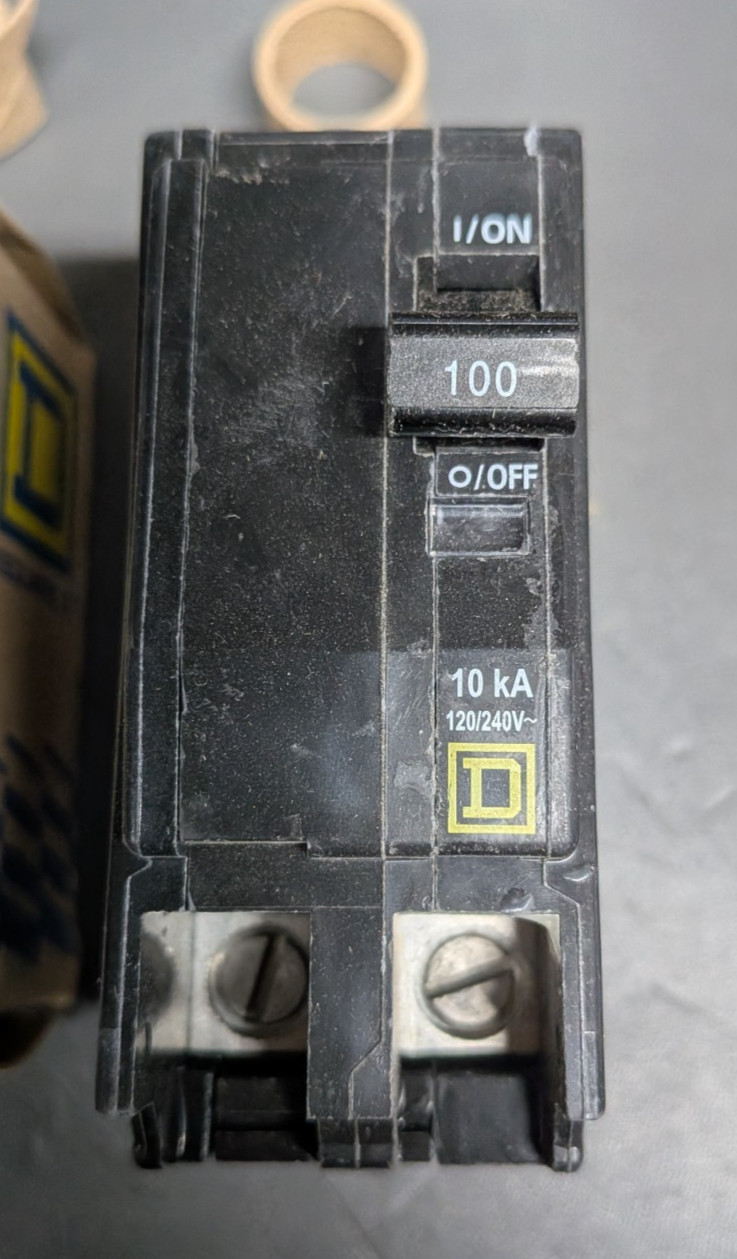 I/ON
100
O/OFF
10 kA
120/240V~
D